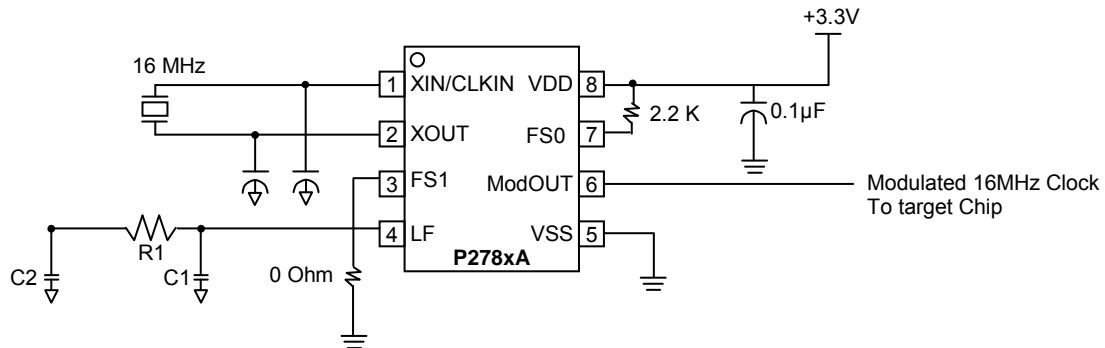 +3.3V
16 MHz
1 XIN/CLKIN VDD 8
2.2 K
0.1µF
2 XOUT FS0 7
3 FS1 ModOUT 6
Modulated 16MHz Clock
To target Chip
4 LF VSS 5
R1
P278xA
C2 C1 0 Ohm